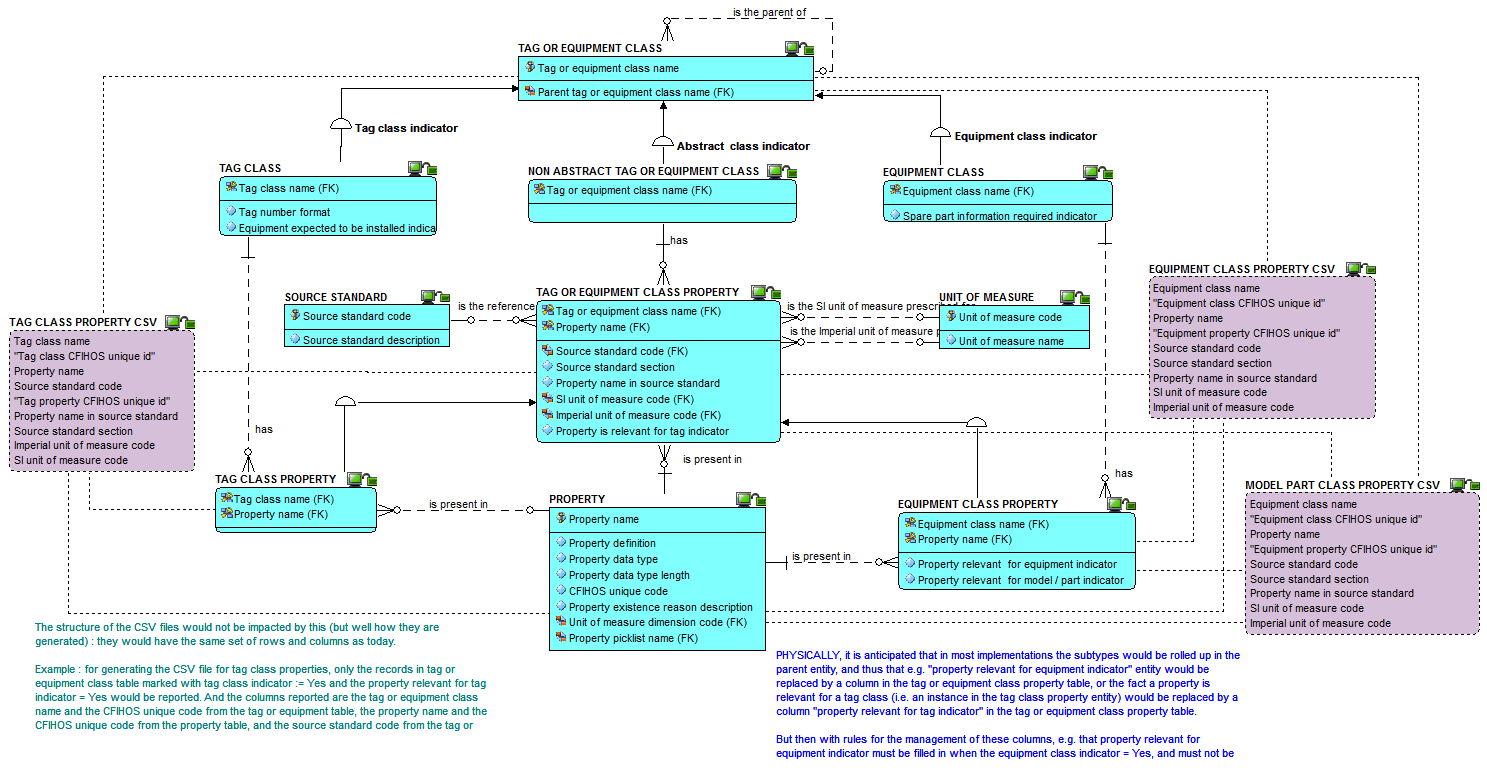 is the parent of
TAG OR EQUIPMENT CLASS
Tag or equipment class name
Parent tag or equipment class name (FK)
Tag class indicator
Abstract class indicator
Equipment class indicator
TAG CLASS
Tag class name (FK)
Tag number format
Equipment expected to be installed indica
NON ABSTRACT TAG OR EQUIPMENT CLASS
Tag or equipment class name (FK)
EQUIPMENT CLASS
Equipment class name (FK)
Spare part information required indicator
has
SOURCE STANDARD
Source standard code
Source standard description
is the reference
TAG OR EQUIPMENT CLASS PROPERTY
Tag or equipment class name (FK)
Property name (FK)
Source standard code (FK)
Source standard section
Property name in source standard
SI unit of measure code (FK)
Imperial unit of measure code (FK)
Property is relevant for tag indicator
is the SI unit of measure prescribed for
is the Imperial unit of measure
UNIT OF MEASURE
Unit of measure code
Unit of measure name
EQUIPMENT CLASS PROPERTY CSV
Equipment class name
"Equipment class CFIHOS unique id"
Property name
"Equipment property CFIHOS unique id"
Source standard code
Source standard section
Property name in source standard
SI unit of measure code
Imperial unit of measure code
TAG CLASS PROPERTY CSV
Tag class name
"Tag class CFIHOS unique id"
Property name
Source standard code
"Tag property CFIHOS unique id"
Property name in source standard
Source standard section
Imperial unit of measure code
SI unit of measure code
has
is present in
has
TAG CLASS PROPERTY
Tag class name (FK)
Property name (FK)
is present in
PROPERTY
Property name
Property definition
Property data type
Property data type length
CFIHOS unique code
Property existence reason description
Unit of measure dimension code (FK)
Property picklist name (FK)
is present in
EQUIPMENT CLASS PROPERTY
Equipment class name (FK)
Property name (FK)
Property relevant for equipment indicator
Property relevant for model / part indicator
MODEL PART CLASS PROPERTY CSV
Equipment class name
"Equipment class CFIHOS unique id"
Property name
"Equipment property CFIHOS unique id"
Source standard code
Source standard section
Property name in source standard
SI unit of measure code
Imperial unit of measure code
The structure of the CSV files would not be impacted by this (but well how they are
generated) : they would have the same set of rows and columns as today.
Example : for generating the CSV file for tag class properties, only the records in tag or
equipment class table marked with tag class indicator := Yes and the property relevant for tag
indicator = Yes would be reported. And the columns reported are the tag or equipment class
name and the CFIHOS unique code from the tag or equipment table, the property name and the
CFIHOS unique code from the property table, and the source standard code from the tag or
PHYSICALLY, it is anticipated that in most implementations the subtypes would be rolled up in the
parent entity, and thus that e.g. "property relevant for equipment indicator" entity would be
replaced by a column in the tag or equipment class property table, or the fact a property is
relevant for a tag class (i.e. an instance in the tag class property entity) would be replaced by a
column "property relevant for tag indicator" in the tag or equipment class property table.
But then with rules for the management of these columns, e.g. that property relevant for
equipment indicator must be filled in when the equipment class indicator = Yes, and must not be